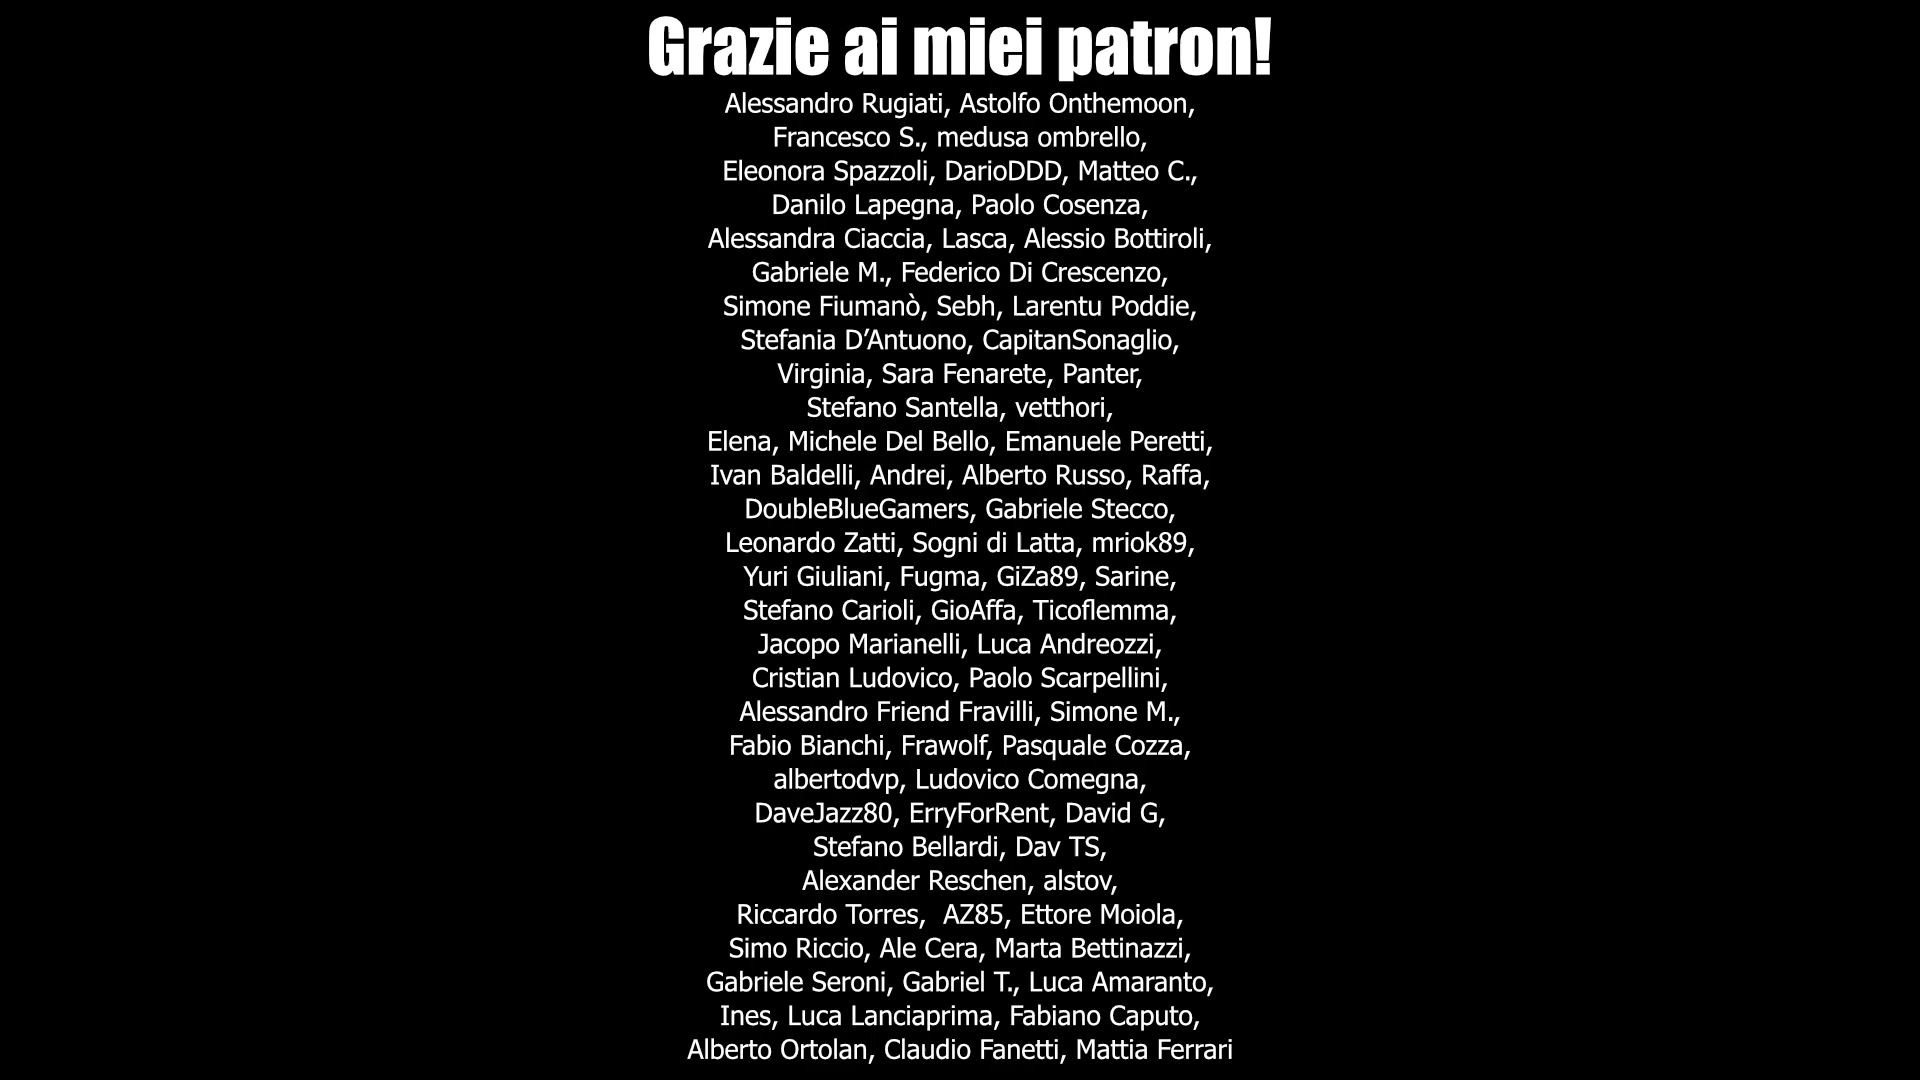 Grazie ai miei patron!
Alessandro Rugiati, Astolfo Onthemoon,
Francesco S., medusa ombrello,
Eleonora Spazzoli, DarioDDD, Matteo C.,
Danilo Lapegna, Paolo Cosenza,
Alessandra Ciaccia, Lasca, Alessio Bottiroli,
Gabriele M., Federico Di Crescenzo,
Simone Fiumanò, Sebh, Larentu Poddie,
Stefania D’Antuono, CapitanSonaglio,
Virginia, Sara Fenarete, Panter,
Stefano Santella, vetthori,
Elena, Michele Del Bello, Emanuele Peretti,
Ivan Baldelli, Andrei, Alberto Russo, Raffa,
DoubleBlueGamers, Gabriele Stecco,
Leonardo Zatti, Sogni di Latta, mriok89,
Yuri Giuliani, Fugma, GiZa89, Sarine,
Stefano Carioli, GioAffa, Ticoflemma,
Jacopo Marianelli, Luca Andreozzi,
Cristian Ludovico, Paolo Scarpellini,
Alessandro Friend Fravilli, Simone M.,
Fabio Bianchi, Frawolf, Pasquale Cozza,
albertodvp, Ludovico Comegna,
DaveJazz80, ErryForRent, David G,
Stefano Bellardi, Dav TS,
Alexander Reschen, alstov,
Riccardo Torres,  AZ85, Ettore Moiola,
Simo Riccio, Ale Cera, Marta Bettinazzi,
Gabriele Seroni, Gabriel T., Luca Amaranto,
Ines, Luca Lanciaprima, Fabiano Caputo,
Alberto Ortolan, Claudio Fanetti, Mattia Ferrari